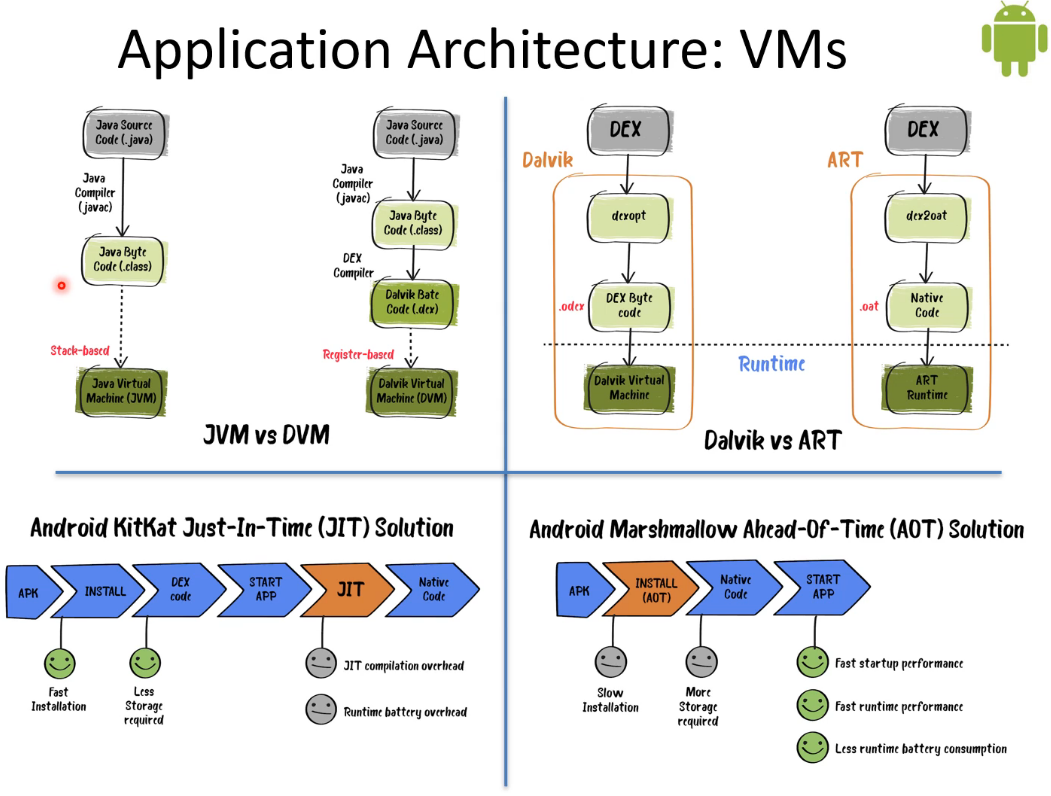 Application Architecture: VMs
Java Source
Code (.java)
Java
Compiler
(javac)
Java Byte
Code (.class)
Stack-based
Java Virtual
Machine (JVM)
Java Source
Code (.java)
Java
Compiler
(javac)
Java Byte
Code (.class)
DEX
Compiler
Dalvik Bate
Code (.dex)
Register-based
Dalvik Virtual
Machine (DVM)
JVM vs DVM
DEX
Dalvik
dexopt
.odex
DEX Byte
code
Dalvik Virtual
Machine
DEX
ART
dex2oat
.oat
Native
Code
Runtime
ART
Runtime
Dalvik vs ART
Android KitKat Just-In-Time (JIT) Solution
APK
INSTALL
DEX
code
START
APP
JIT
Native
Code
Fast
Installation
Less
Storage
required
JIT compilation overhead
Runtime battery overhead
Android Marshmallow Ahead-Of-Time (AOT) Solution
APK
INSTALL
(AOT)
Native
Code
START
APP
Slow
Installation
More
Storage
required
Fast startup performance
Fast runtime performance
Less runtime battery consumption